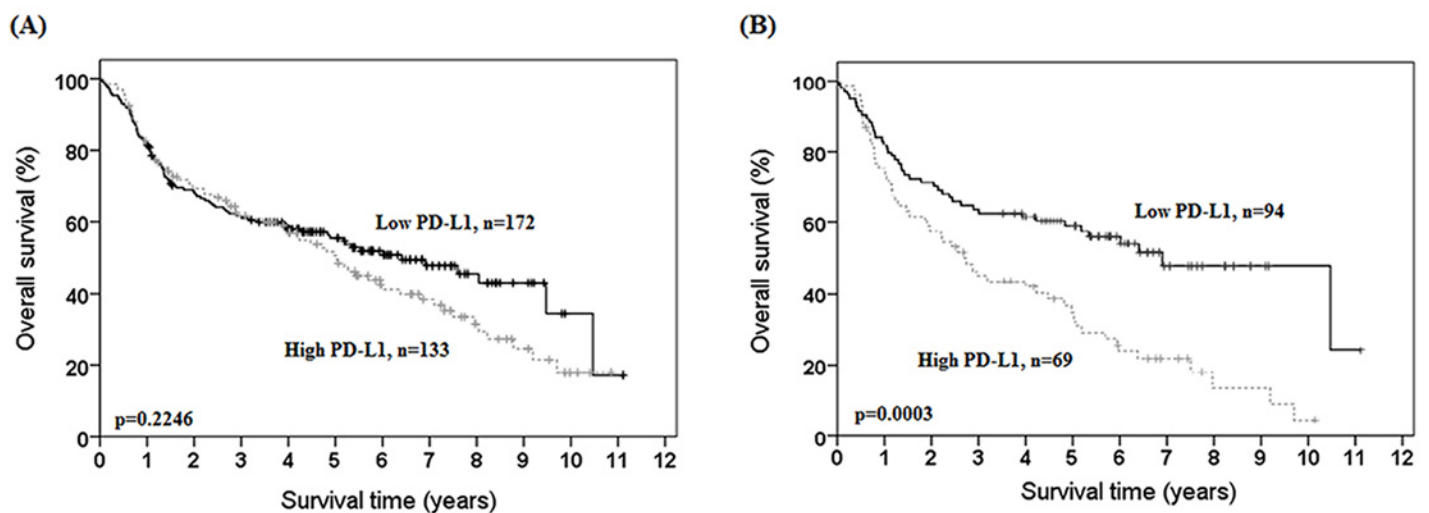 (A)
100
80
60
40
20
0
Overall survival (%)
Low PD-L1, n=172
High PD-L1, n=133
p=0.2246
0 1 2 3 4 5 6 7 8 9 10 11 12
Survival time (years)
(B)
100
80
60
40
20
0
Overall survival (%)
Low PD-L1, n=94
High PD-L1, n=69
p=0.0003
0 1 2 3 4 5 6 7 8 9 10 11 12
Survival time (years)